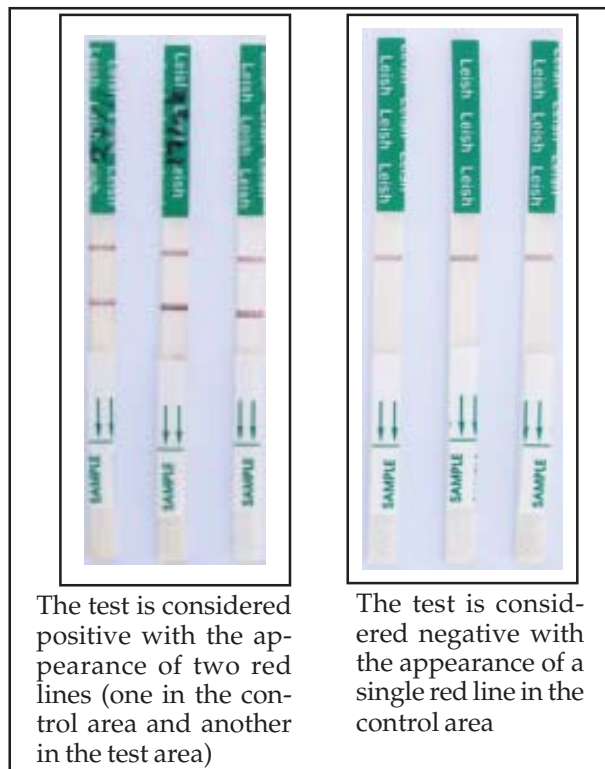 Leish
Leish
Leish
Leish
Leish
Leish
Leish
Leish
Leish
Leish
Leish
Leish
Leish
Leish
SAMPLE
SAMPLE
SAMPLE
SAMPLE
SAMPLE
SAMPLE
The test is considered
positive with the ap-
pearance of two red
lines (one in the con-
trol area and another
in the test area)
The test is consid-
ered negative with
the appearance of a
single red line in the
control area